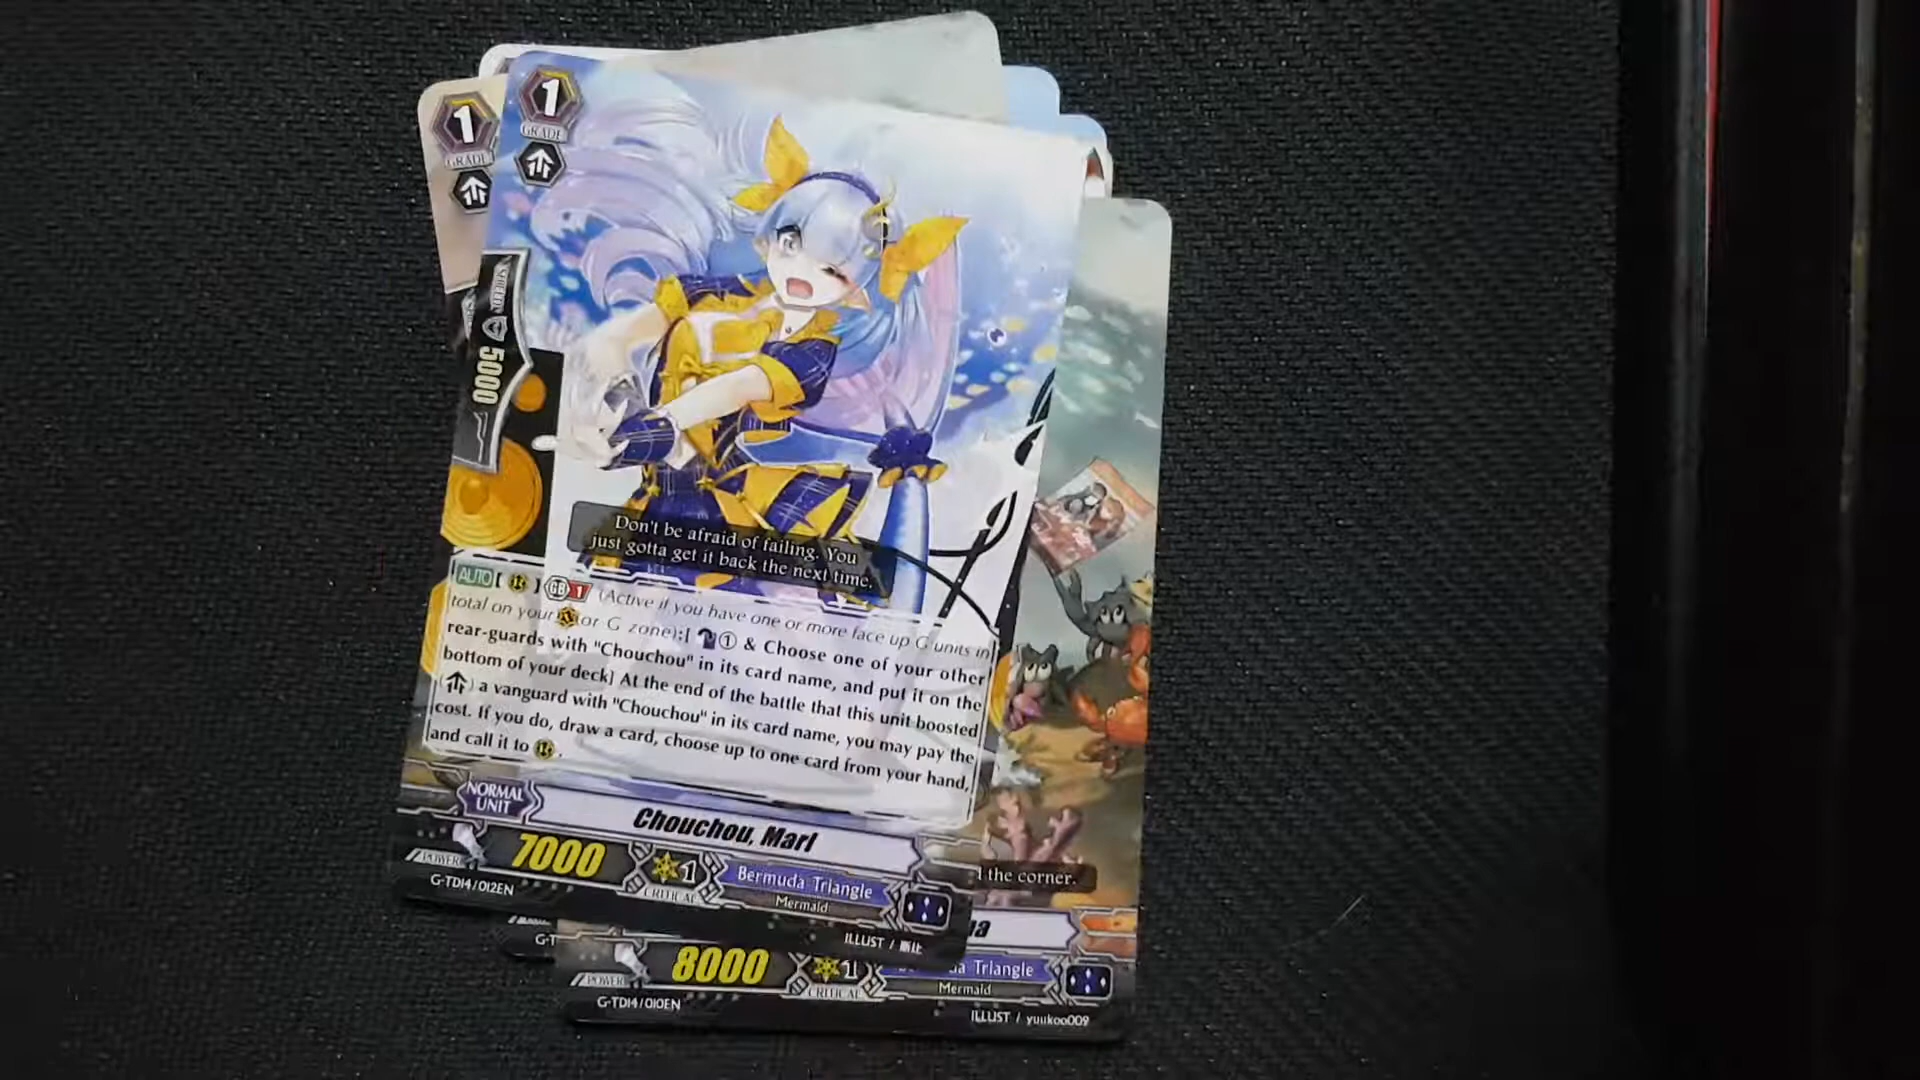 1
GRADE
1
GRADE
SHIELD
5000
Don't be afraid of failing. You
just gotta get it back the next time.
AUTO [ ] GB 1 (Active if you have one or more face up G units in
total on your (or G zone):[ ① & Choose one of your other
rear-guards with "Chouchou" in its card name, and put it on the
bottom of your deck] At the end of the battle that this unit boosted
( ) a vanguard with "Chouchou" in its card name, you may pay the
cost. If you do, draw a card, choose up to one card from your hand,
and call it to .
NORMAL
UNIT
Chouchou, Marl
POWER 7000 1
CRITICAL
Bermuda Triangle
Mermaid
G-TD14/012EN
ILLUST /
the corner.
G-T
POWER 8000 1
CRITICAL
Triangle
Mermaid
G-TD14/010EN
ILLUST / yuukoo009